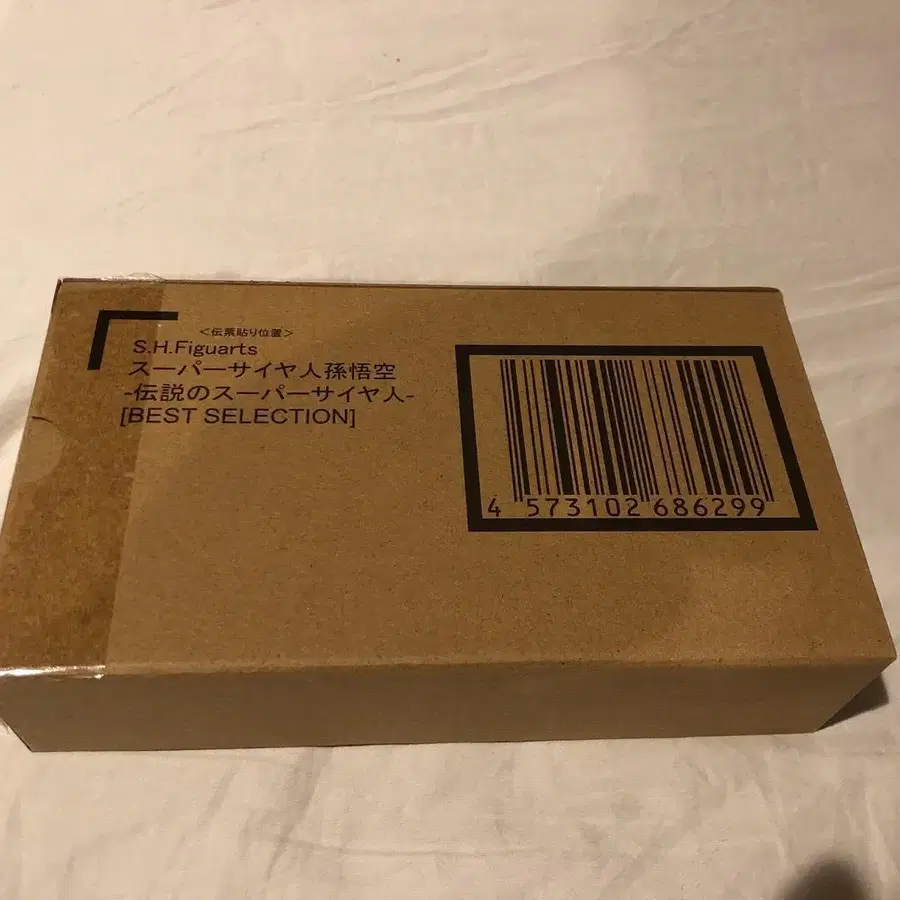 <伝票貼り位置>
S.H.Figuarts
スーパーサイヤ人孫悟空
-伝説のスーパーサイヤ人-
[BEST SELECTION]
4 573102 686299